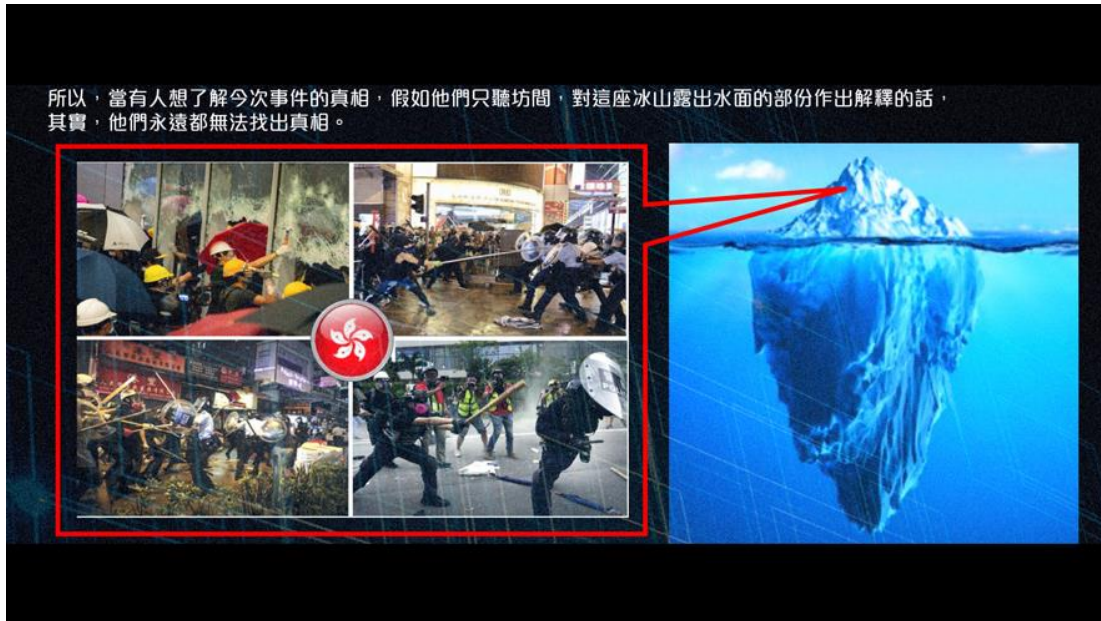 所以，當有人想了解今次事件的真相，假如他們只聽坊間，對這座冰山露出水面的部份作出解釋的話，
其實，他們永遠都無法找出真相。